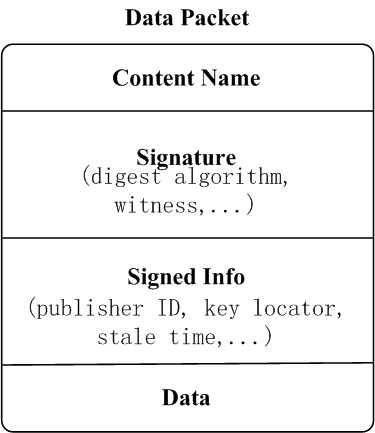 Data Packet
Content Name
Signature
(digest algorithm,
witness,...)
Signed Info
(publisher ID, key locator,
stale time,...)
Data